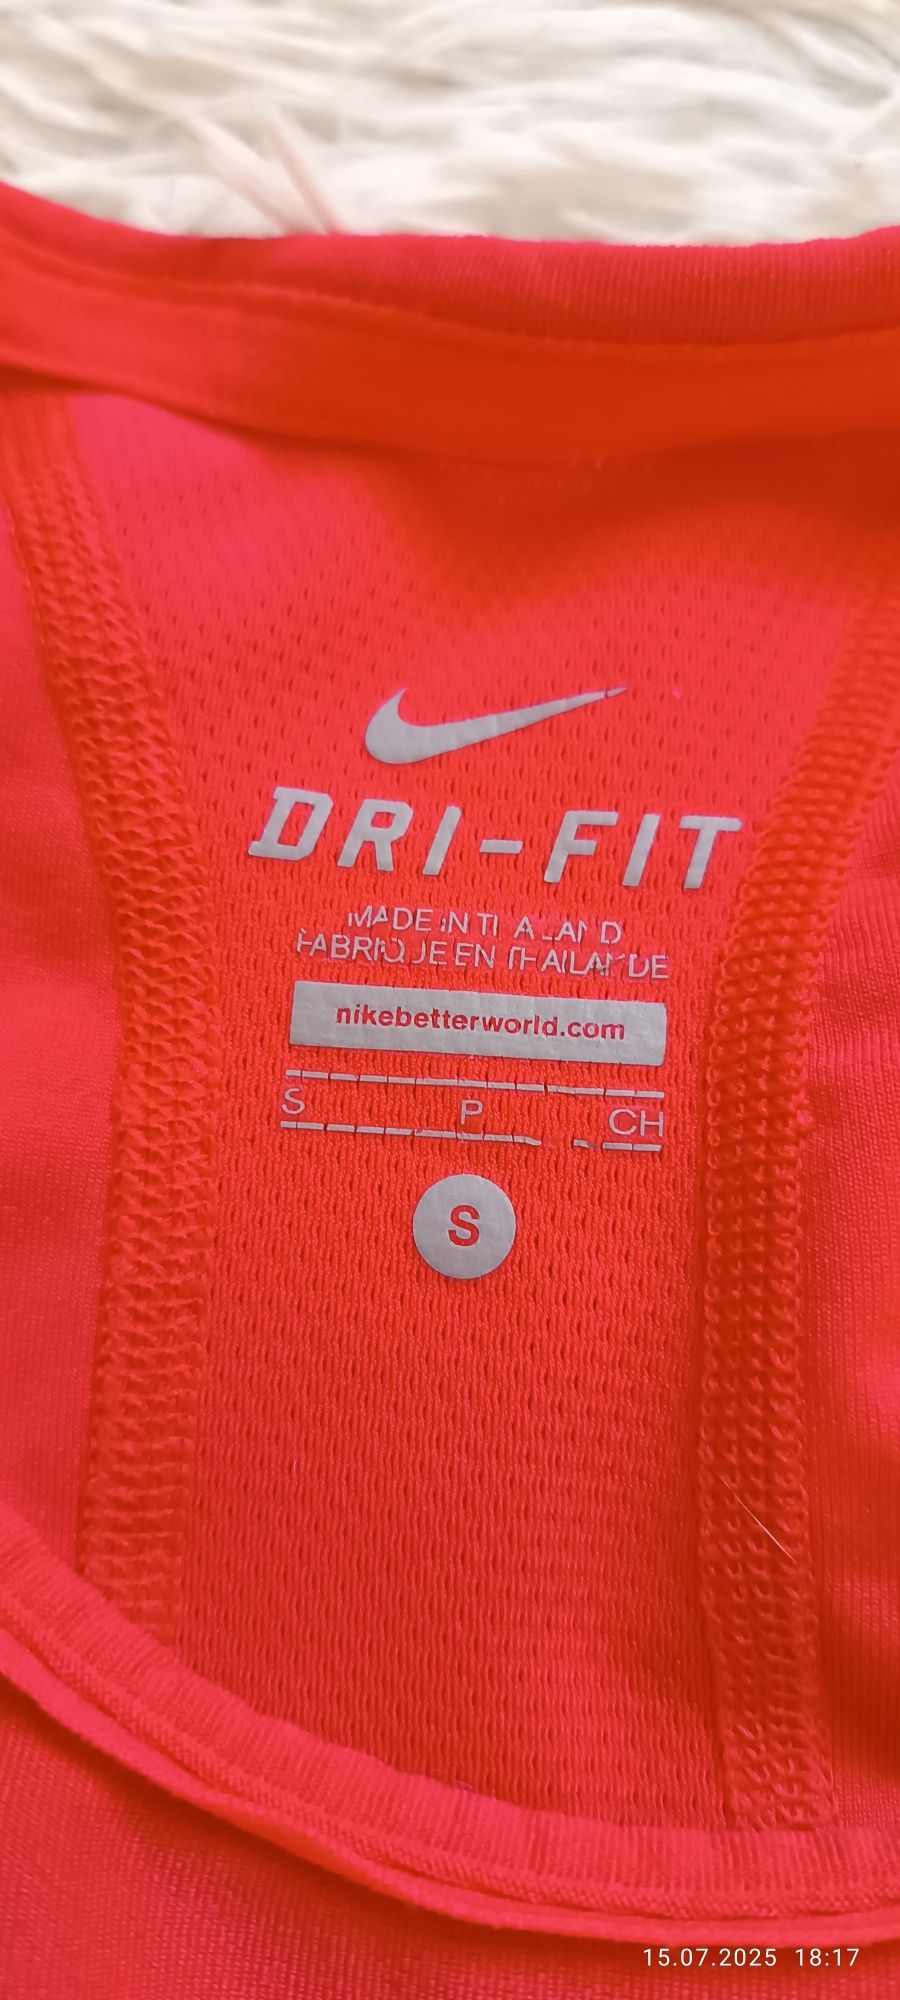 DRI-FIT
MADE IN THAILAND
FABRIQUE EN THAILANDE
nikebetterworld.com
S P CH
S
15.07.2025 18:17